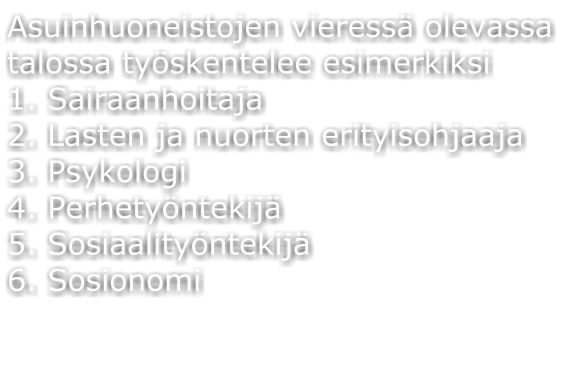 Asuinhuoneistojen vieressä olevassa
talossa työskentelee esimerkiksi
1. Sairaanhoitaja
2. Lasten ja nuorten erityisohjaaja
3. Psykologi
4. Perhetyöntekijä
5. Sosiaalityöntekijä
6. Sosionomi